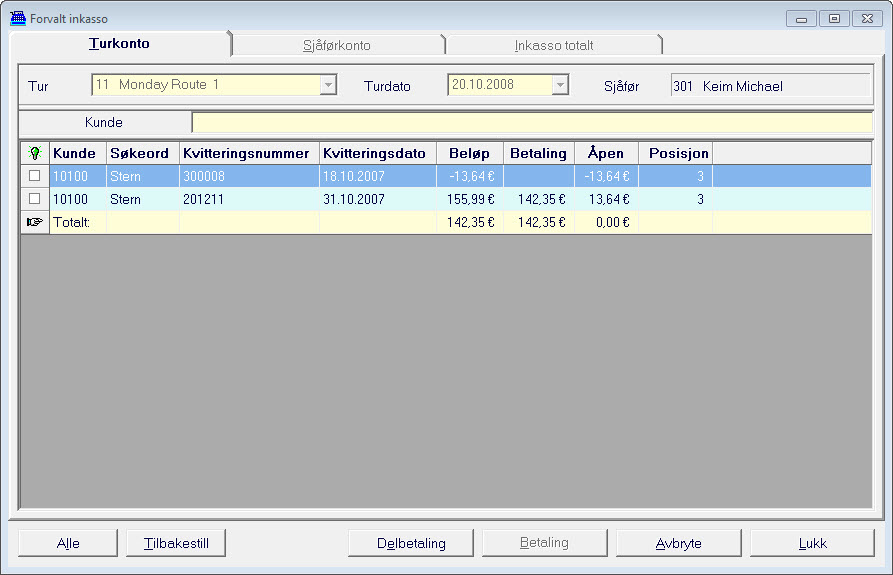 Forvalt inkasso
Turkonto Sjåførkonto Inkasso totalt
Tur 11 Monday Route 1 Turdato 20.10.2008 Sjåfør 301 Keim Michael
Kunde
Kunde Søkeord Kvitteringsnummer Kvitteringsdato Beløp Betaling Åpen Posisjon
10100 Stern 300008 18.10.2007 -13,64 € -13,64 € 3
10100 Stern 201211 31.10.2007 155,99 € 142,35 € 13,64 € 3
Totalt: 142,35 € 142,35 € 0,00 €
Alle Tilbakestill Delbetaling Betaling Avbryte Lukk